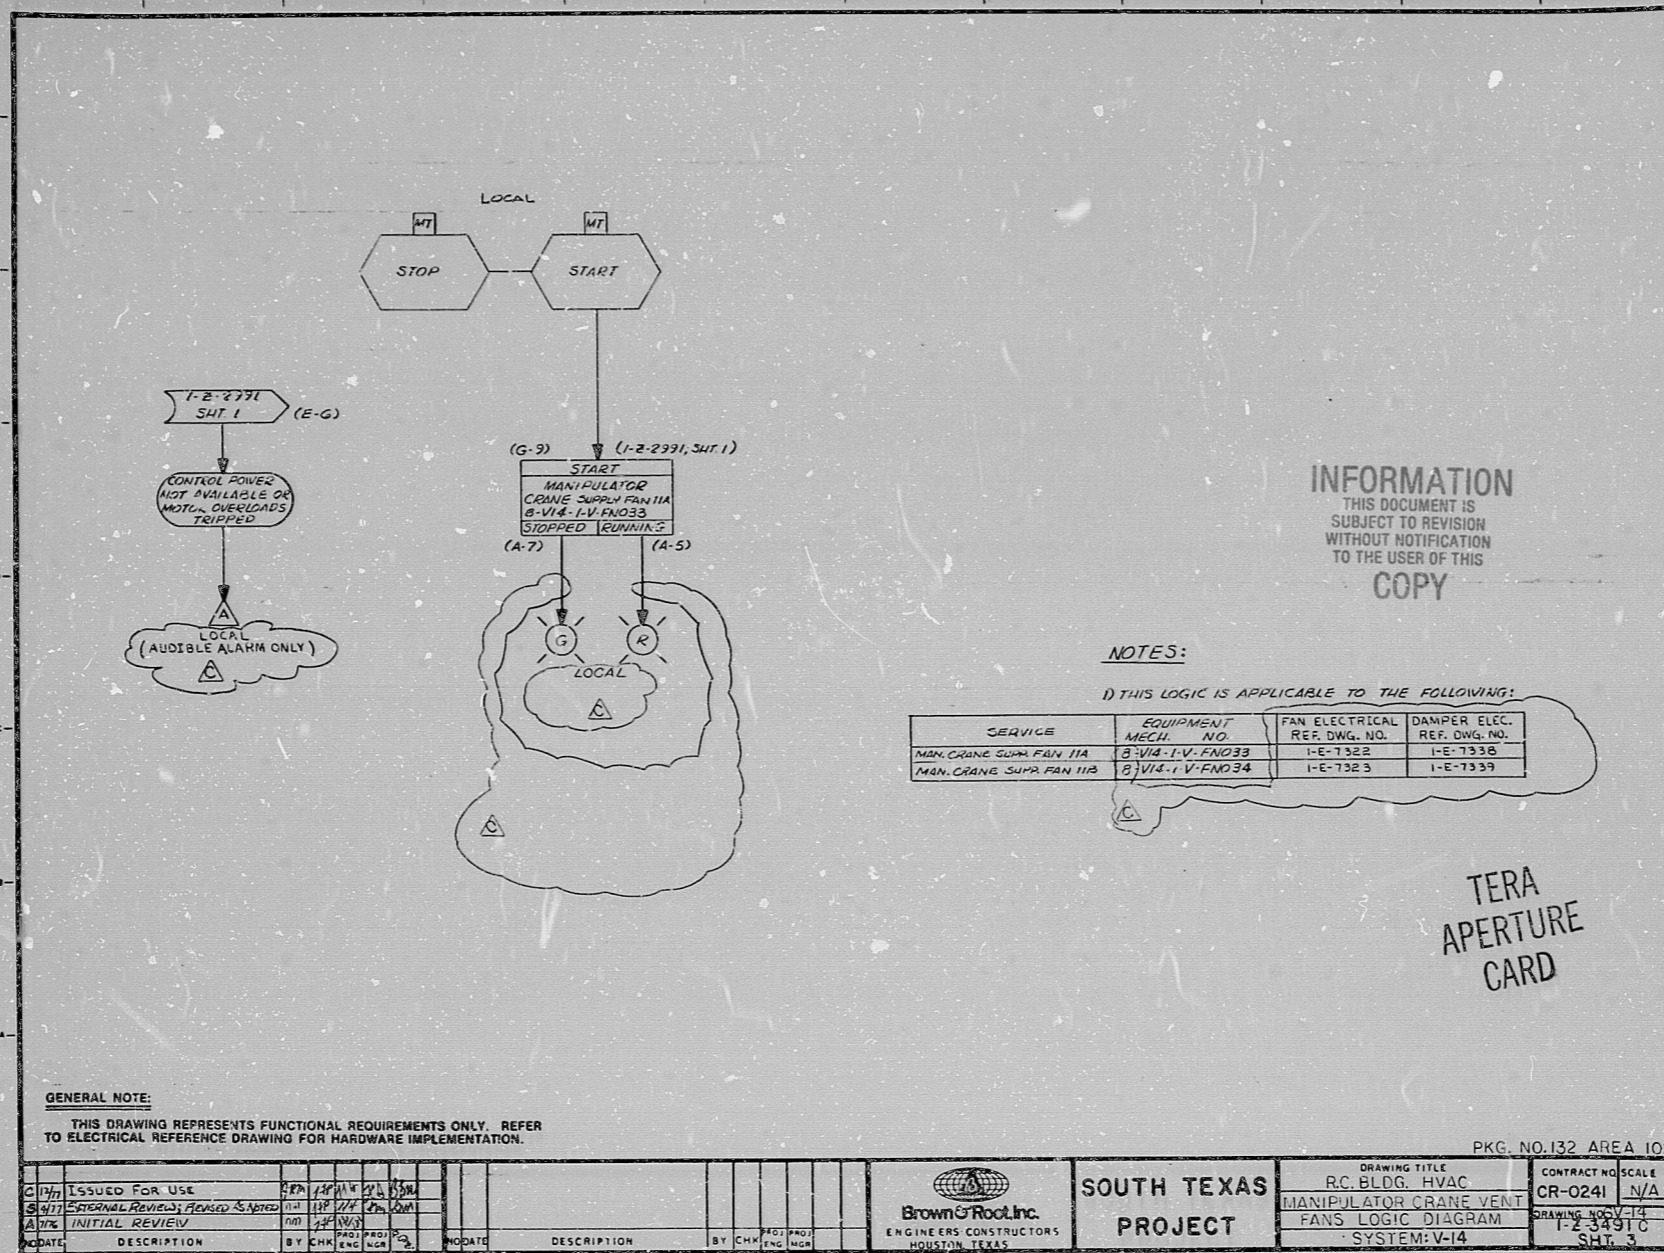 LOCAL
MT MT
STOP START
1-Z-2991
SHT. 1
(E-6)
(G-9) (1-Z-2991, SHT. 1)
START
MANIPULATOR
CRANE SUPPLY FAN 11A
8-V14-1-V-FN033
STOPPED RUNNING
(A-7) (A-5)
CONTROL POWER
NOT AVAILABLE OR
MOTOR OVERLOADS
TRIPPED
A
LOCAL
(AUDIBLE ALARM ONLY)
C
G R
LOCAL
C
C
INFORMATION
THIS DOCUMENT IS
SUBJECT TO REVISION
WITHOUT NOTIFICATION
TO THE USER OF THIS
COPY
NOTES:
1) THIS LOGIC IS APPLICABLE TO THE FOLLOWING:
SERVICE EQUIPMENT MECH. NO. FAN ELECTRICAL REF. DWG. NO. DAMPER ELEC. REF. DWG. NO.
MAN. CRANE SUPP. FAN 11A 8-V14-1-V-FN033 1-E-7322 1-E-7338
MAN. CRANE SUPP. FAN 11B 8-V14-1-V-FN034 1-E-7323 1-E-7339
C
TERA
APERTURE
CARD
GENERAL NOTE:
THIS DRAWING REPRESENTS FUNCTIONAL REQUIREMENTS ONLY. REFER
TO ELECTRICAL REFERENCE DRAWING FOR HARDWARE IMPLEMENTATION.
PKG. NO. 132 AREA 10
C 12/77 ISSUED FOR USE
4/77 EXTERNAL REVIEW; REVISED AS NOTED
A 7/76 INITIAL REVIEW
NO DATE DESCRIPTION BY CHK PROJ ENG PROJ MGR
NO DATE DESCRIPTION BY CHK PROJ ENG PROJ MGR
Brown & Root, Inc.
ENGINEERS-CONSTRUCTORS
HOUSTON, TEXAS
SOUTH TEXAS
PROJECT
DRAWING TITLE
R.C. BLDG. HVAC
MANIPULATOR CRANE VENT
FANS LOGIC DIAGRAM
SYSTEM: V-14
CONTRACT NO SCALE
CR-0241 N/A
DRAWING NO 6V-14
1-Z-3491 C
SHT. 3